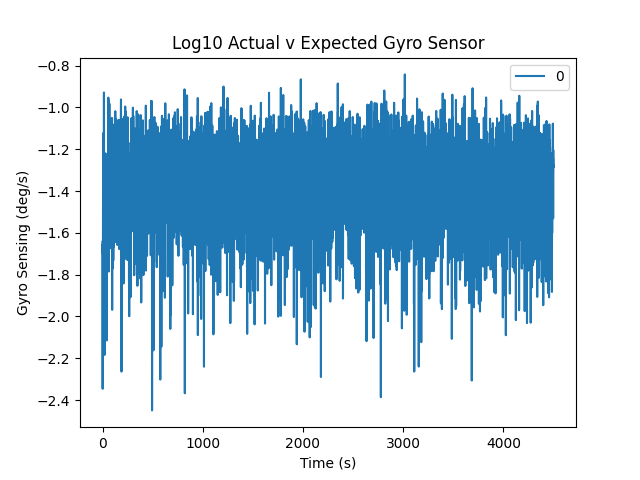 Log10 Actual v Expected Gyro Sensor
0
−0.8
−1.0
−1.2
−1.4
−1.6
−1.8
−2.0
−2.2
−2.4
Gyro Sensing (deg/s)
0 1000 2000 3000 4000
Time (s)